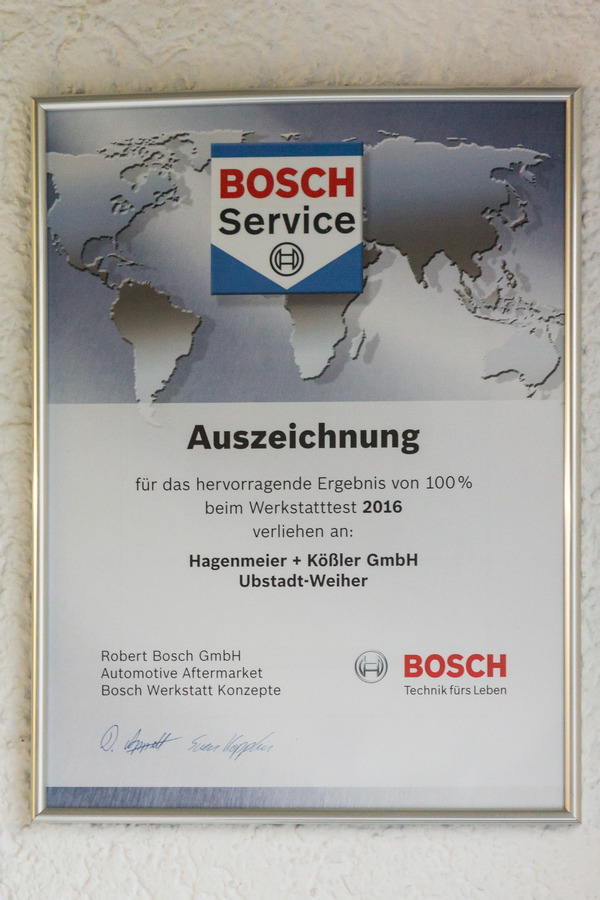 BOSCH
Service
Auszeichnung
für das hervorragende Ergebnis von 100 %
beim Werkstatttest 2016
verliehen an:
Hagenmeier + Kößler GmbH
Ubstadt-Weiher
Robert Bosch GmbH
Automotive Aftermarket
Bosch Werkstatt Konzepte
BOSCH
Technik fürs Leben